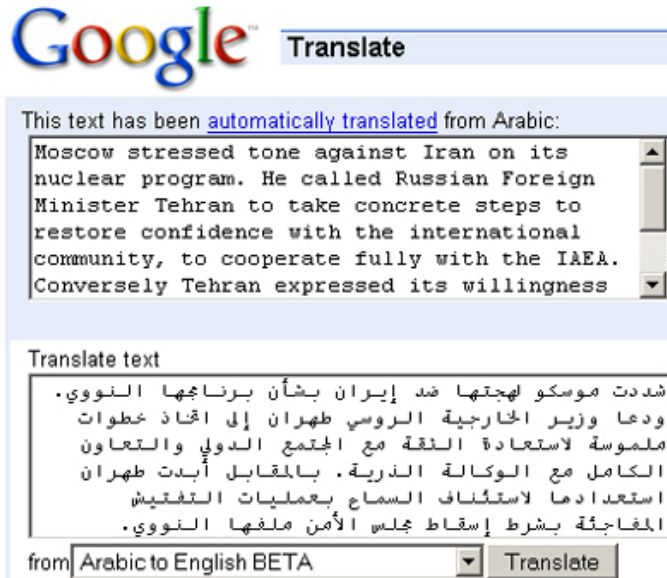 Google™ Translate
This text has been automatically translated from Arabic:
Moscow stressed tone against Iran on its
nuclear program. He called Russian Foreign
Minister Tehran to take concrete steps to
restore confidence with the international
community, to cooperate fully with the IAEA.
Conversely Tehran expressed its willingness
Translate text
شددت موسكو لهجتها ضد إيران بشأن برنامجها النووي.
ودعا وزير الخارجية الروسي طهران إلى اتخاذ خطوات
ملموسة لاستعادة الثقة مع المجتمع الدولي والتعاون
الكامل مع الوكالة الذرية. بالمقابل أبدت طهران
استعدادها لاستئناف السماح بعمليات التفتيش
المفاجئة بشرط إسقاط مجلس الأمن ملفها النووي.
from Arabic to English BETA Translate